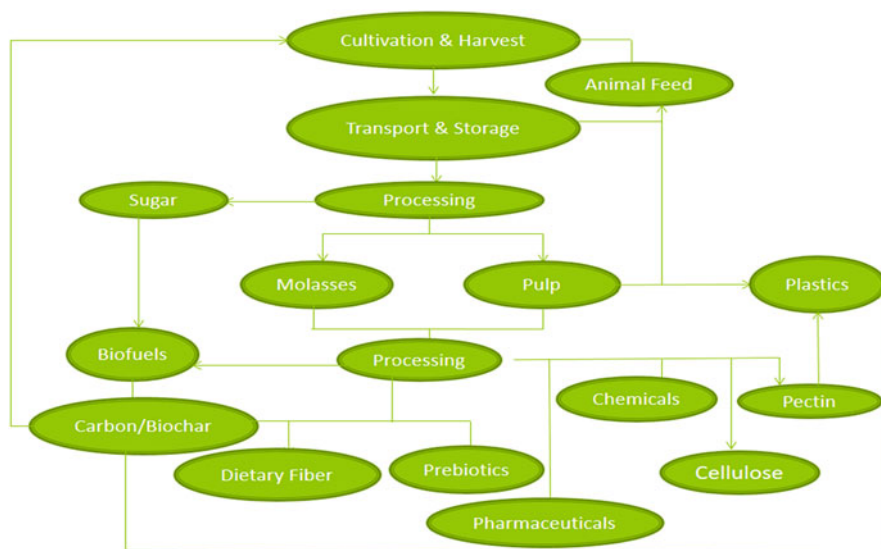 Cultivation & Harvest
Animal Feed
Transport & Storage
Sugar
Processing
Molasses
Pulp
Plastics
Biofuels
Processing
Chemicals
Pectin
Carbon/Biochar
Dietary Fiber
Prebiotics
Cellulose
Pharmaceuticals